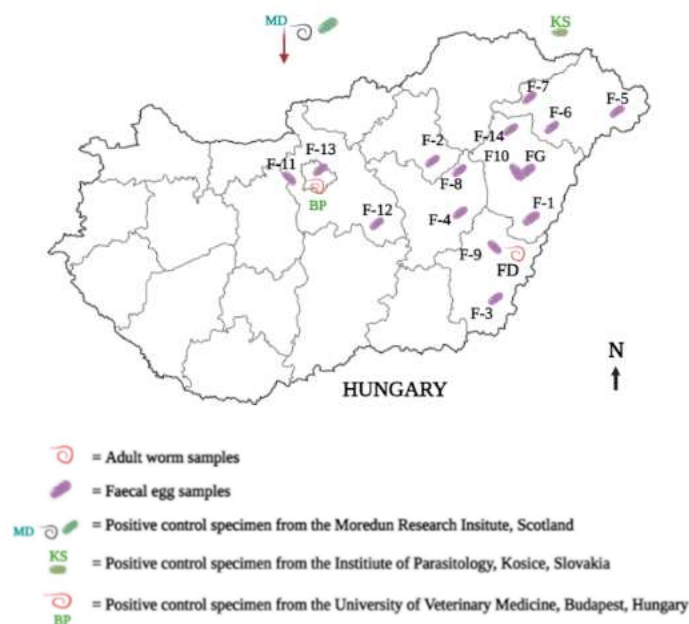 MD
KS
F-7
F-5
F-6
F-14
F-2
F-13
F10 FG
F-11
F-8
BP
F-1
F-12
F-4
F-9
FD
F-3
N
HUNGARY
= Adult worm samples
= Faecal egg samples
MD = Positive control specimen from the Moredun Research Insitute, Scotland
KS
= Positive control specimen from the Institiute of Parasitology, Kosice, Slovakia
= Positive control specimen from the University of Veterinary Medicine, Budapest, Hungary
BP